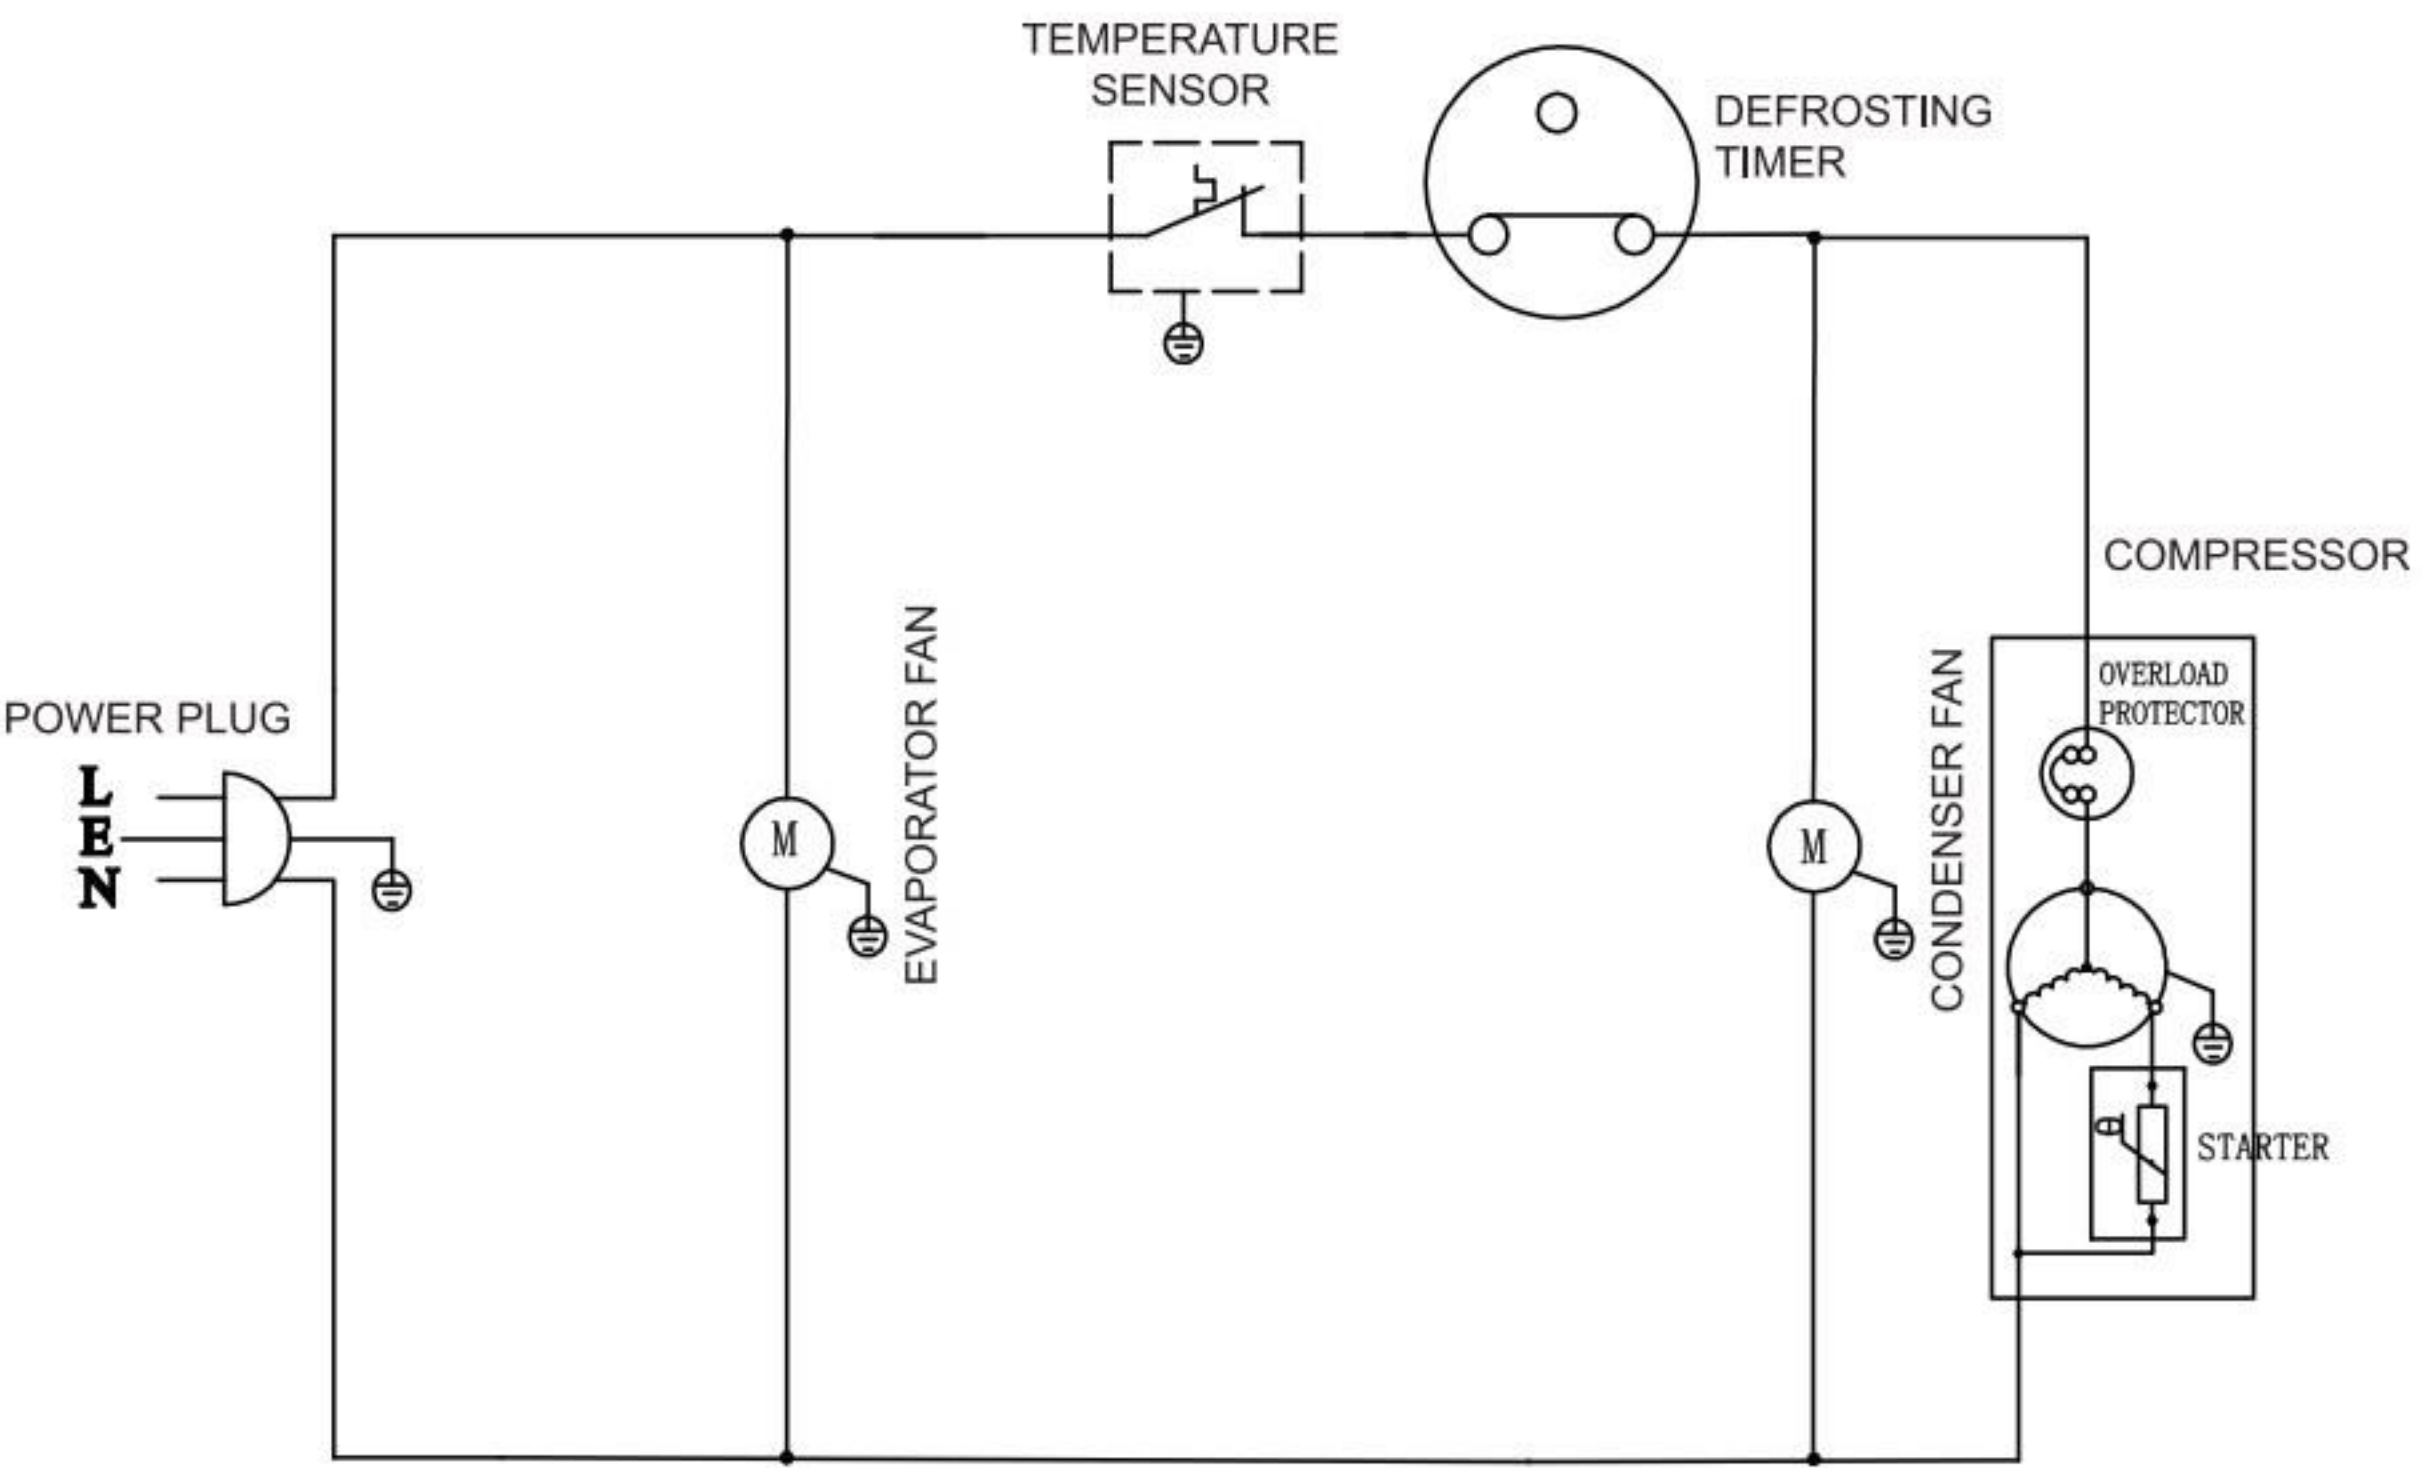 TEMPERATURE
SENSOR
DEFROSTING
TIMER
COMPRESSOR
OVERLOAD
PROTECTOR
CONDENSER FAN
EVAPORATOR FAN
POWER PLUG
L
E
N
M
M
STARTER